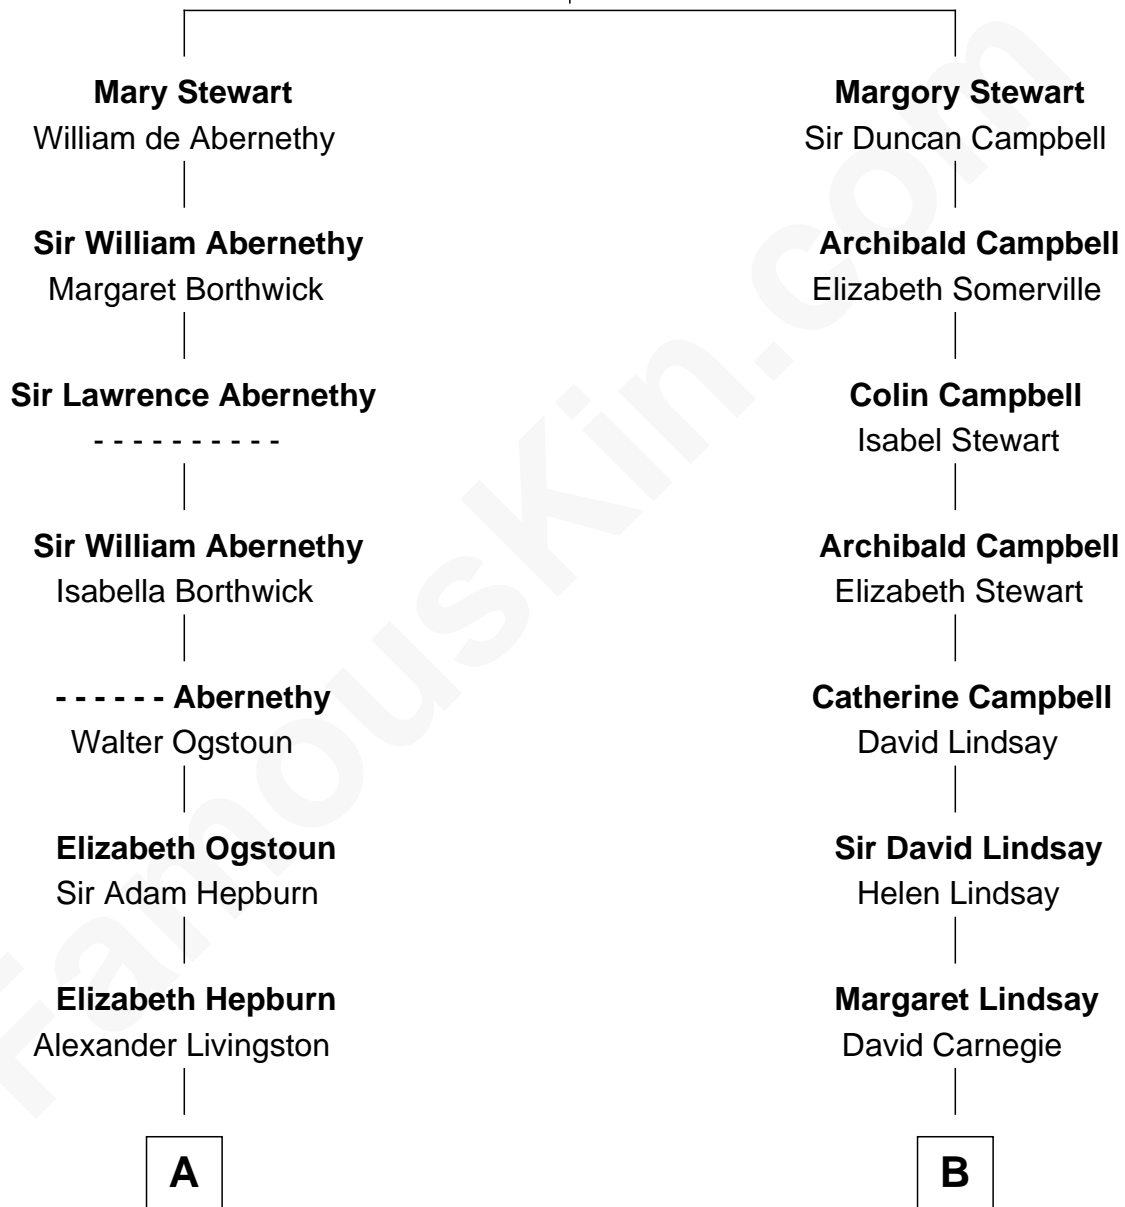 Mary Stewart
William de Abernethy
Sir William Abernethy
Margaret Borthwick
Sir Lawrence Abernethy
- - - - - - - - - -
Sir William Abernethy
Isabella Borthwick
- - - - - - Abernethy
Walter Ogstoun
Elizabeth Ogstoun
Sir Adam Hepburn
Elizabeth Hepburn
Alexander Livingston
A
Margory Stewart
Sir Duncan Campbell
Archibald Campbell
Elizabeth Somerville
Colin Campbell
Isabel Stewart
Archibald Campbell
Elizabeth Stewart
Catherine Campbell
David Lindsay
Sir David Lindsay
Helen Lindsay
Margaret Lindsay
David Carnegie
B
FamousKin.com